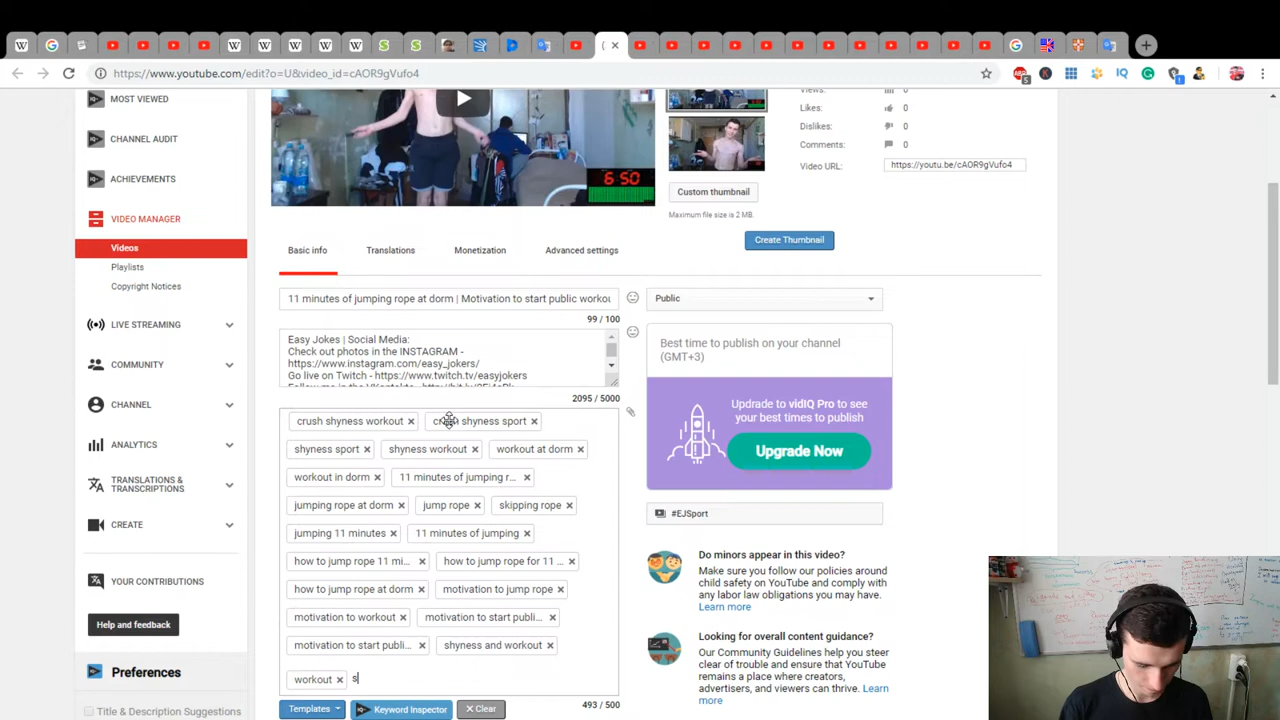 https://www.youtube.com/edit?o=U&video_id=cAOR9gVufo4
MOST VIEWED
CHANNEL AUDIT
ACHIEVEMENTS
VIDEO MANAGER
Videos
Playlists
Copyright Notices
LIVE STREAMING
COMMUNITY
CHANNEL
ANALYTICS
TRANSLATIONS &
TRANSCRIPTIONS
CREATE
YOUR CONTRIBUTIONS
Help and feedback
Preferences
Title & Description Suggestions
6:50
Views: 0
Likes: 0
Dislikes: 0
Comments: 0
Video URL: https://youtu.be/cAOR9gVufo4
Custom thumbnail
Maximum file size is 2 MB.
Create Thumbnail
Basic info Translations Monetization Advanced settings
11 minutes of jumping rope at dorm | Motivation to start public workou
99 / 100
Public
Easy Jokes | Social Media:
Check out photos in the INSTAGRAM -
https://www.instagram.com/easy_jokers/
Go live on Twitch - https://www.twitch.tv/easyjokers
2095 / 5000
Best time to publish on your channel
(GMT+3)
Upgrade to vidIQ Pro to see
your best times to publish
Upgrade Now
crush shyness workout × crush shyness sport ×
shyness sport × shyness workout × workout at dorm ×
workout in dorm × 11 minutes of jumping r... ×
jumping rope at dorm × jump rope × skipping rope ×
jumping 11 minutes × 11 minutes of jumping ×
how to jump rope 11 mi... × how to jump rope for 11 ... ×
how to jump rope at dorm × motivation to jump rope ×
motivation to workout × motivation to start publi... ×
motivation to start publi... × shyness and workout ×
workout × s
493 / 500
Templates Keyword Inspector × Clear
#EJSport
Do minors appear in this video?
Make sure you follow our policies around
child safety on YouTube and comply with
any labor law obligations you may have.
Learn more
Looking for overall content guidance?
Our Community Guidelines help you steer
clear of trouble and ensure that YouTube
remains a place where creators,
advertisers, and viewers can thrive. Learn
more